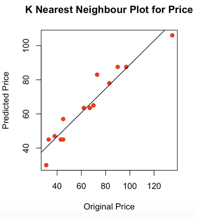 K Nearest Neighbour Plot for Price
Predicted Price
100
80
60
40
40 60 80 100 120
Original Price